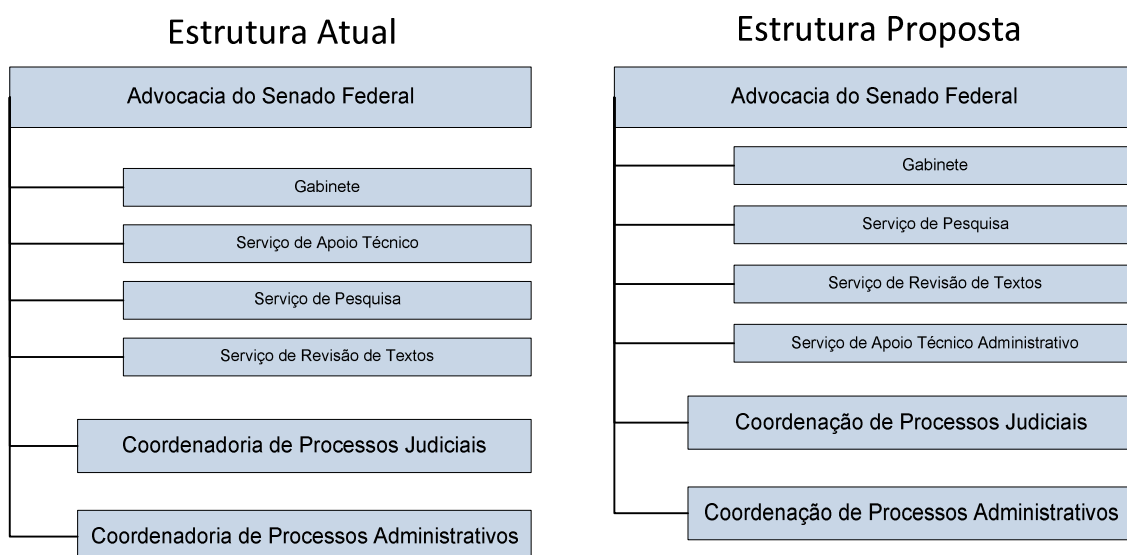 Estrutura Atual
Advocacia do Senado Federal
Gabinete
Serviço de Apoio Técnico
Serviço de Pesquisa
Serviço de Revisão de Textos
Coordenadoria de Processos Judiciais
Coordenadoria de Processos Administrativos
Estrutura Proposta
Advocacia do Senado Federal
Gabinete
Serviço de Pesquisa
Serviço de Revisão de Textos
Serviço de Apoio Técnico Administrativo
Coordenação de Processos Judiciais
Coordenação de Processos Administrativos